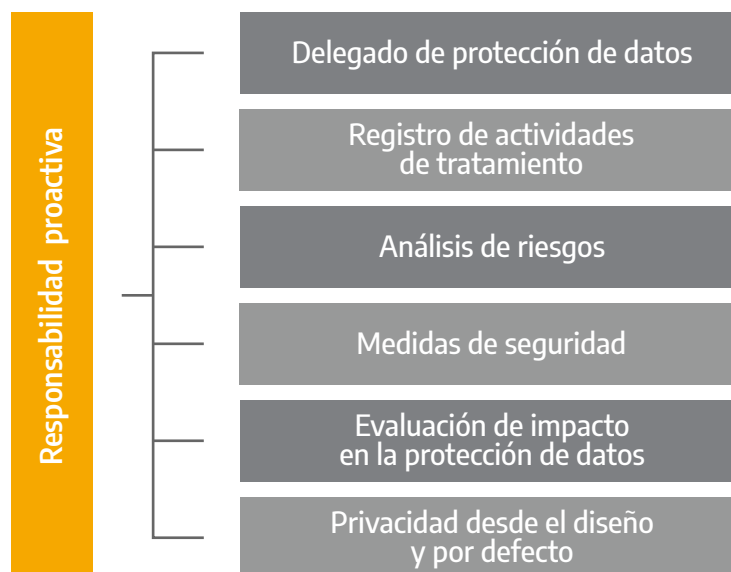 Responsabilidad proactiva
Delegado de protección de datos
Registro de actividades
de tratamiento
Análisis de riesgos
Medidas de seguridad
Evaluación de impacto
en la protección de datos
Privacidad desde el diseño
y por defecto